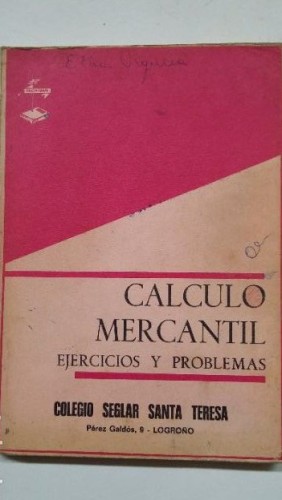 CALCULO
MERCANTIL
EJERCICIOS Y PROBLEMAS
COLEGIO SEGLAR SANTA TERESA
Pérez Galdós, 9 - LOGROÑO